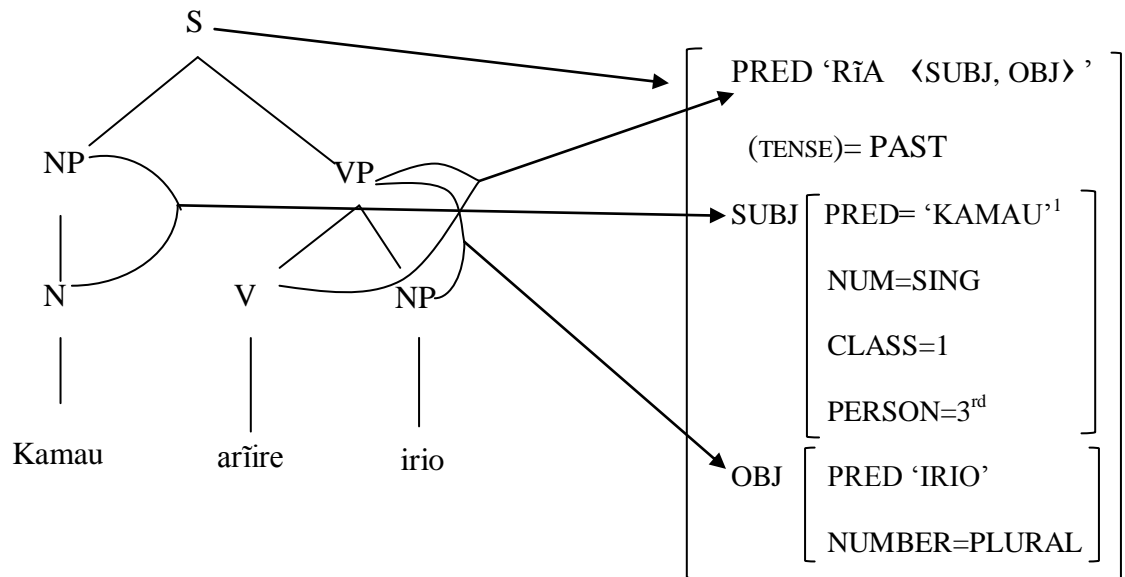 S
NP
VP
N
V
NP
Kamau
arĩire
irio
PRED ‘RĩA 〈SUBJ, OBJ〉 ’
(TENSE)= PAST
SUBJ
PRED= ‘KAMAU’1
NUM=SING
CLASS=1
PERSON=3rd
OBJ
PRED ‘IRIO’
NUMBER=PLURAL